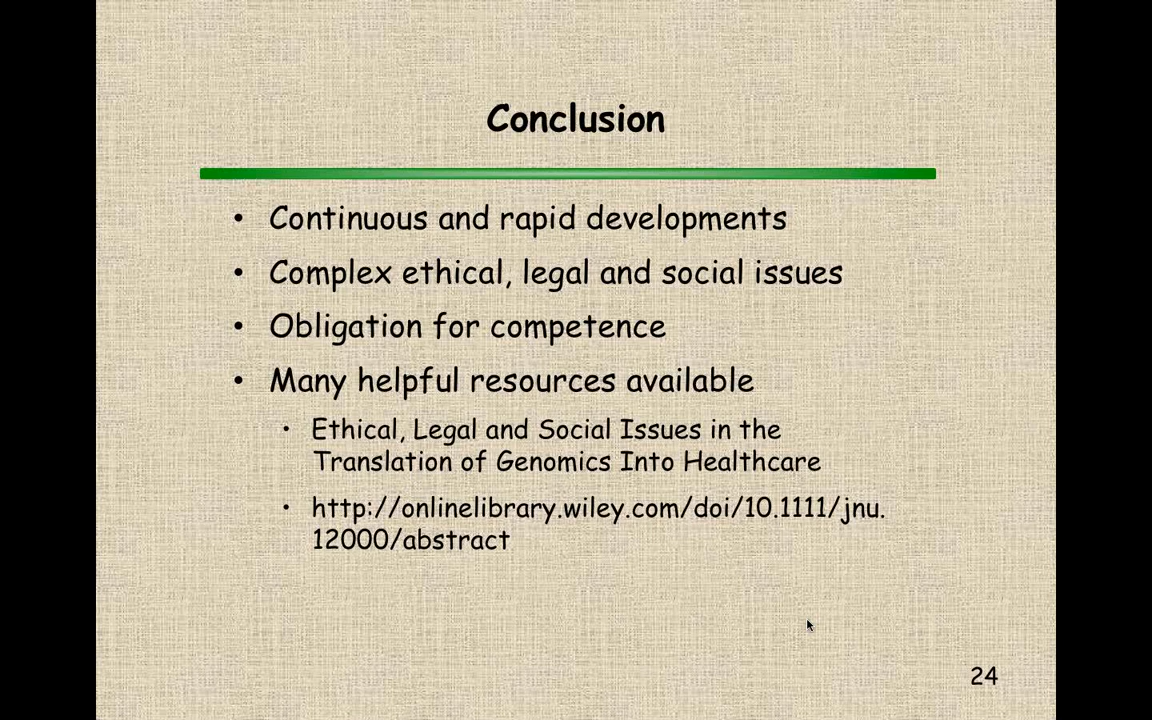 Conclusion
• Continuous and rapid developments
• Complex ethical, legal and social issues
• Obligation for competence
• Many helpful resources available
• Ethical, Legal and Social Issues in the
Translation of Genomics Into Healthcare
• http://onlinelibrary.wiley.com/doi/10.1111/jnu.
12000/abstract
24